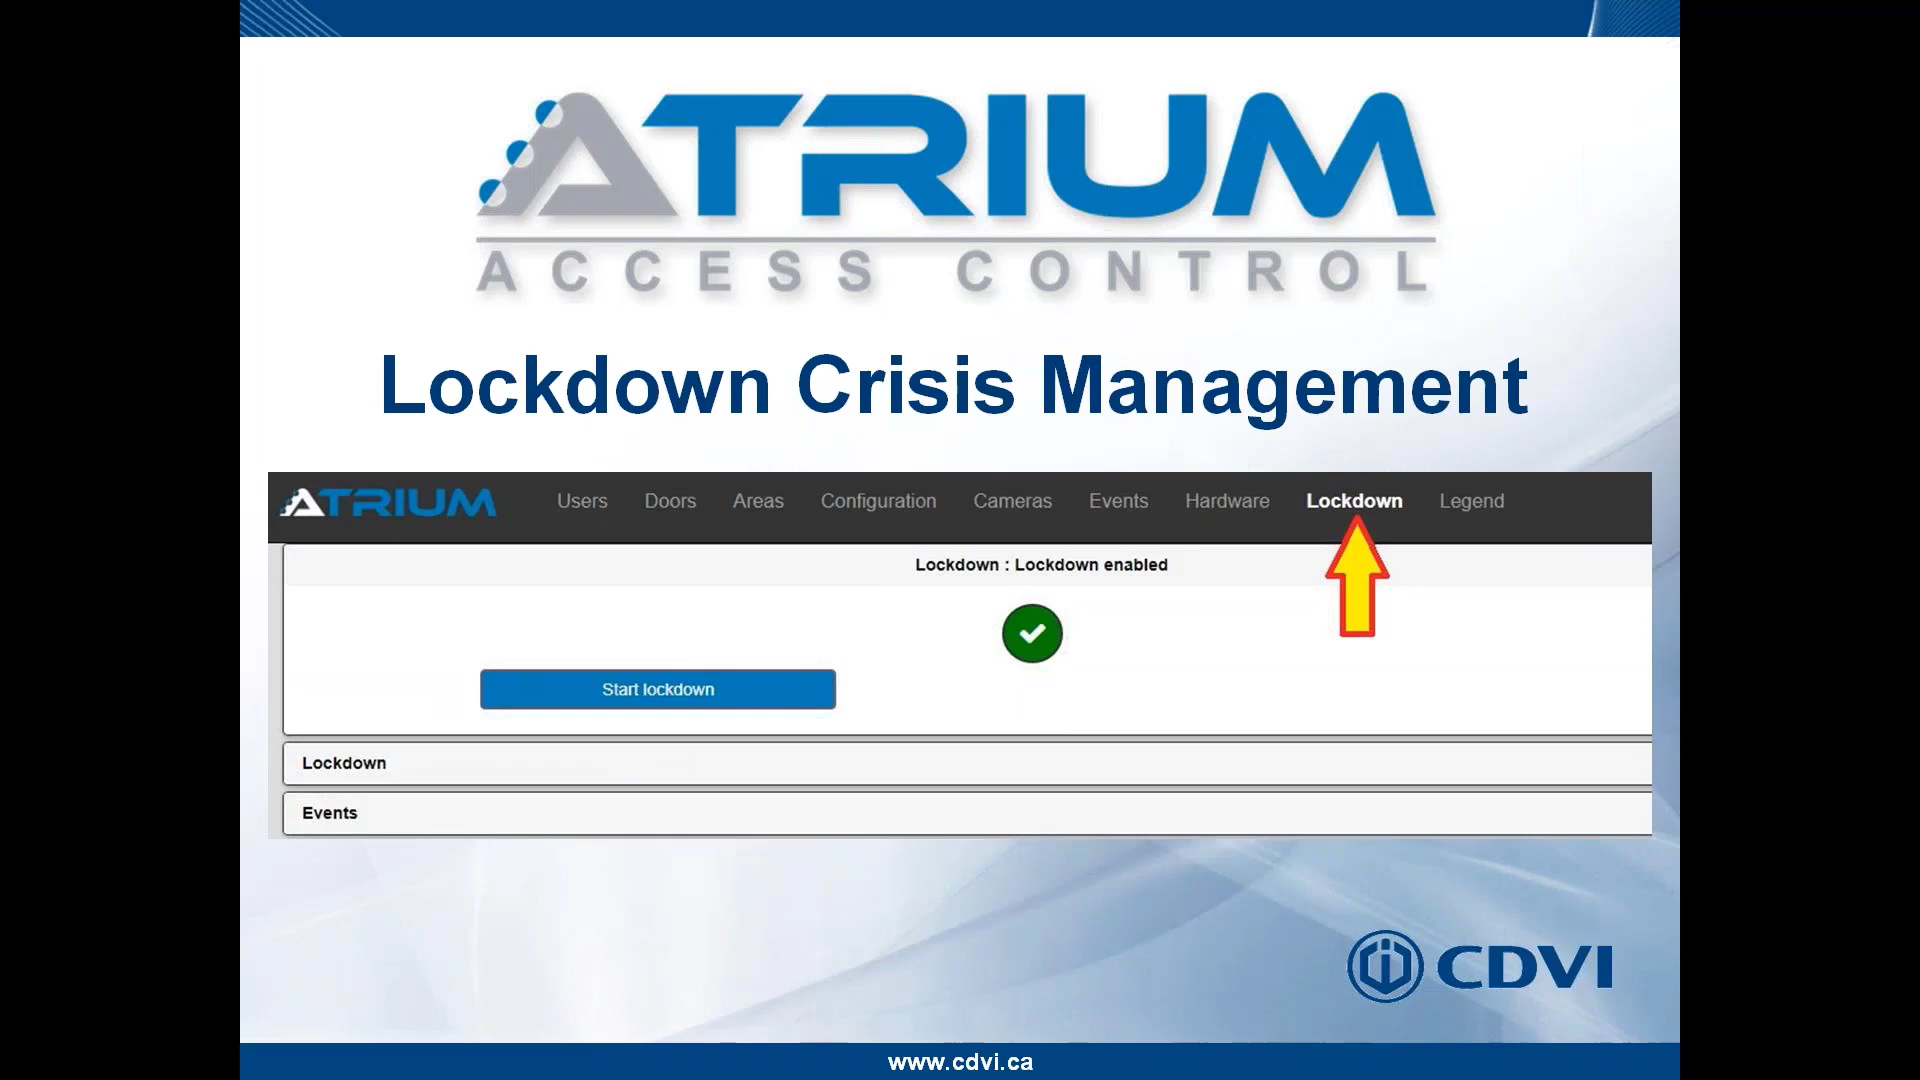 ATRIUM
ACCESS CONTROL
Lockdown Crisis Management
ATRIUM Users Doors Areas Configuration Cameras Events Hardware Lockdown Legend
Lockdown : Lockdown enabled
Start lockdown
Lockdown
Events
CDVI
www.cdvi.ca